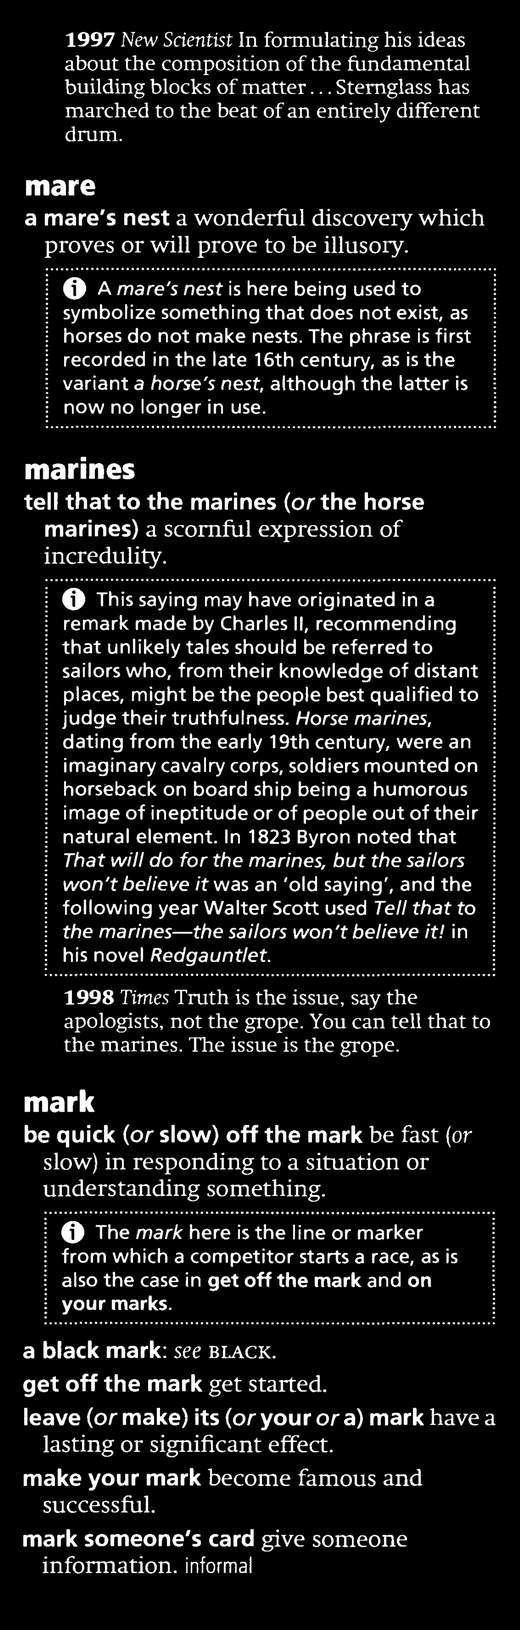 1997 New Scientist In formulating his ideas
about the composition of the fundamental
building blocks of matter ... Sternglass has
marched to the beat of an entirely different
drum.
mare
a mare's nest a wonderful discovery which
proves or will prove to be illusory.
i A mare's nest is here being used to
symbolize something that does not exist, as
horses do not make nests. The phrase is first
recorded in the late 16th century, as is the
variant a horse's nest, although the latter is
now no longer in use.
marines
tell that to the marines (or the horse
marines) a scornful expression of
incredulity.
i This saying may have originated in a
remark made by Charles II, recommending
that unlikely tales should be referred to
sailors who, from their knowledge of distant
places, might be the people best qualified to
judge their truthfulness. Horse marines,
dating from the early 19th century, were an
imaginary cavalry corps, soldiers mounted on
horseback on board ship being a humorous
image of ineptitude or of people out of their
natural element. In 1823 Byron noted that
That will do for the marines, but the sailors
won't believe it was an 'old saying', and the
following year Walter Scott used Tell that to
the marines—the sailors won't believe it! in
his novel Redgauntlet.
1998 Times Truth is the issue, say the
apologists, not the grope. You can tell that to
the marines. The issue is the grope.
mark
be quick (or slow) off the mark be fast (or
slow) in responding to a situation or
understanding something.
i The mark here is the line or marker
from which a competitor starts a race, as is
also the case in get off the mark and on
your marks.
a black mark: see BLACK.
get off the mark get started.
leave (or make) its (or your or a) mark have a
lasting or significant effect.
make your mark become famous and
successful.
mark someone's card give someone
information. informal